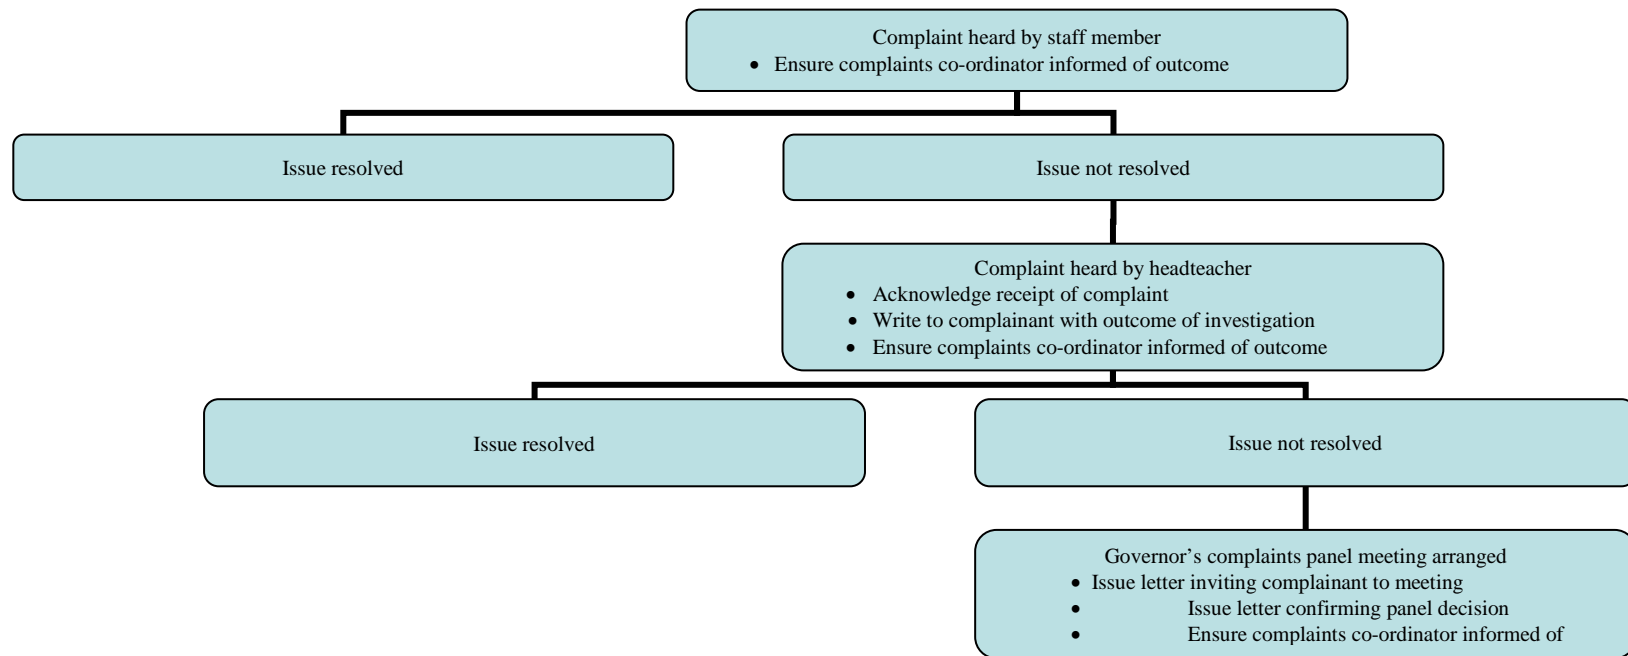 Complaint heard by staff member
• Ensure complaints co-ordinator informed of outcome
Issue resolved
Issue not resolved
Complaint heard by headteacher
• Acknowledge receipt of complaint
• Write to complainant with outcome of investigation
• Ensure complaints co-ordinator informed of outcome
Issue resolved
Issue not resolved
Governor’s complaints panel meeting arranged
• Issue letter inviting complainant to meeting
• Issue letter confirming panel decision
• Ensure complaints co-ordinator informed of